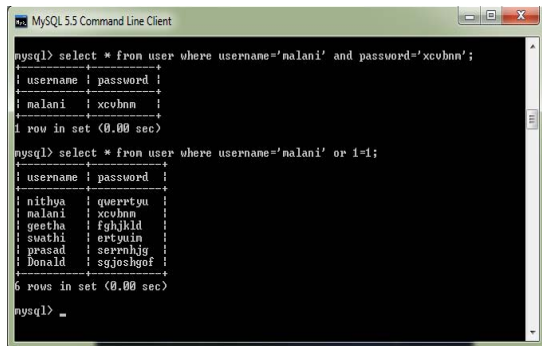 MySQL 5.5 Command Line Client
mysql> select * from user where username='malani' and password='xcvbnm';
+----------+----------+
| username | password |
+----------+----------+
| malani   | xcvbnm   |
+----------+----------+
1 row in set (0.00 sec)
mysql> select * from user where username='malani' or 1=1;
+----------+-----------+
| username | password  |
+----------+-----------+
| nithya   | qwerrtyu  |
| malani   | xcvbnm    |
| geetha   | fghjkld   |
| swathi   | ertyuim   |
| prasad   | serrnhjg  |
| Donald   | sgjoshgof |
+----------+-----------+
6 rows in set (0.00 sec)
mysql> _